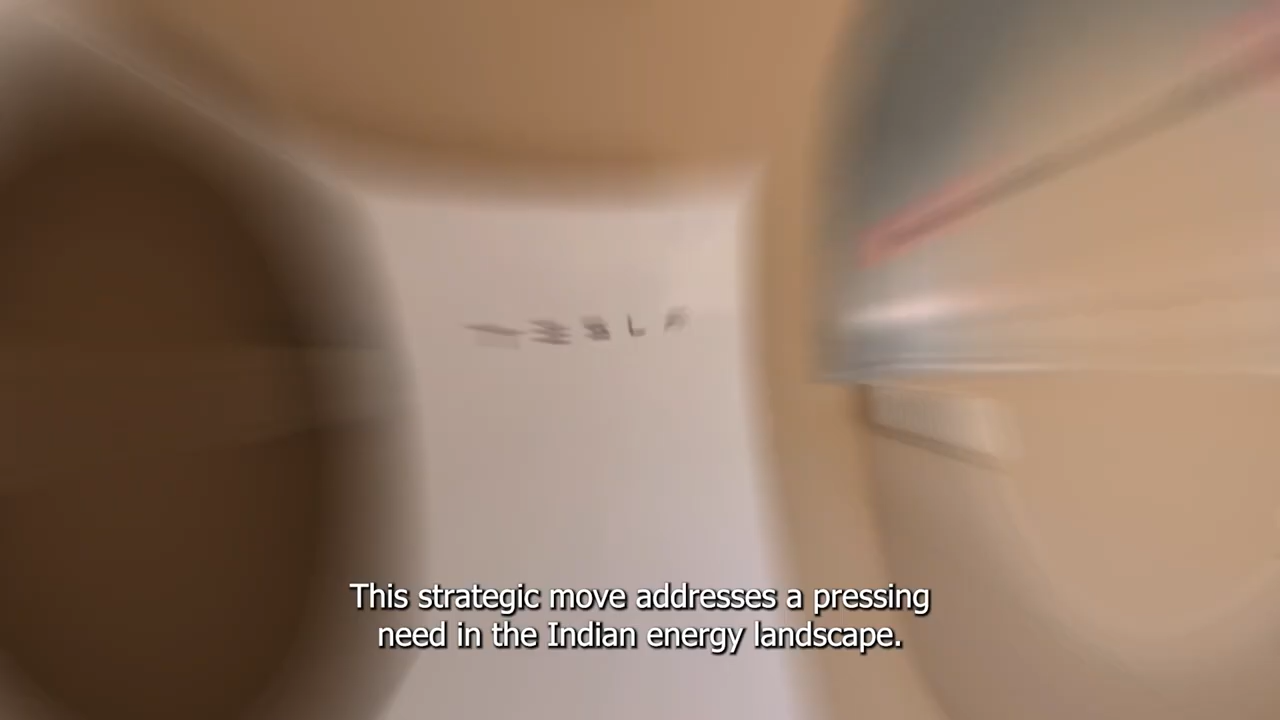 This strategic move addresses a pressing
need in the Indian energy landscape.